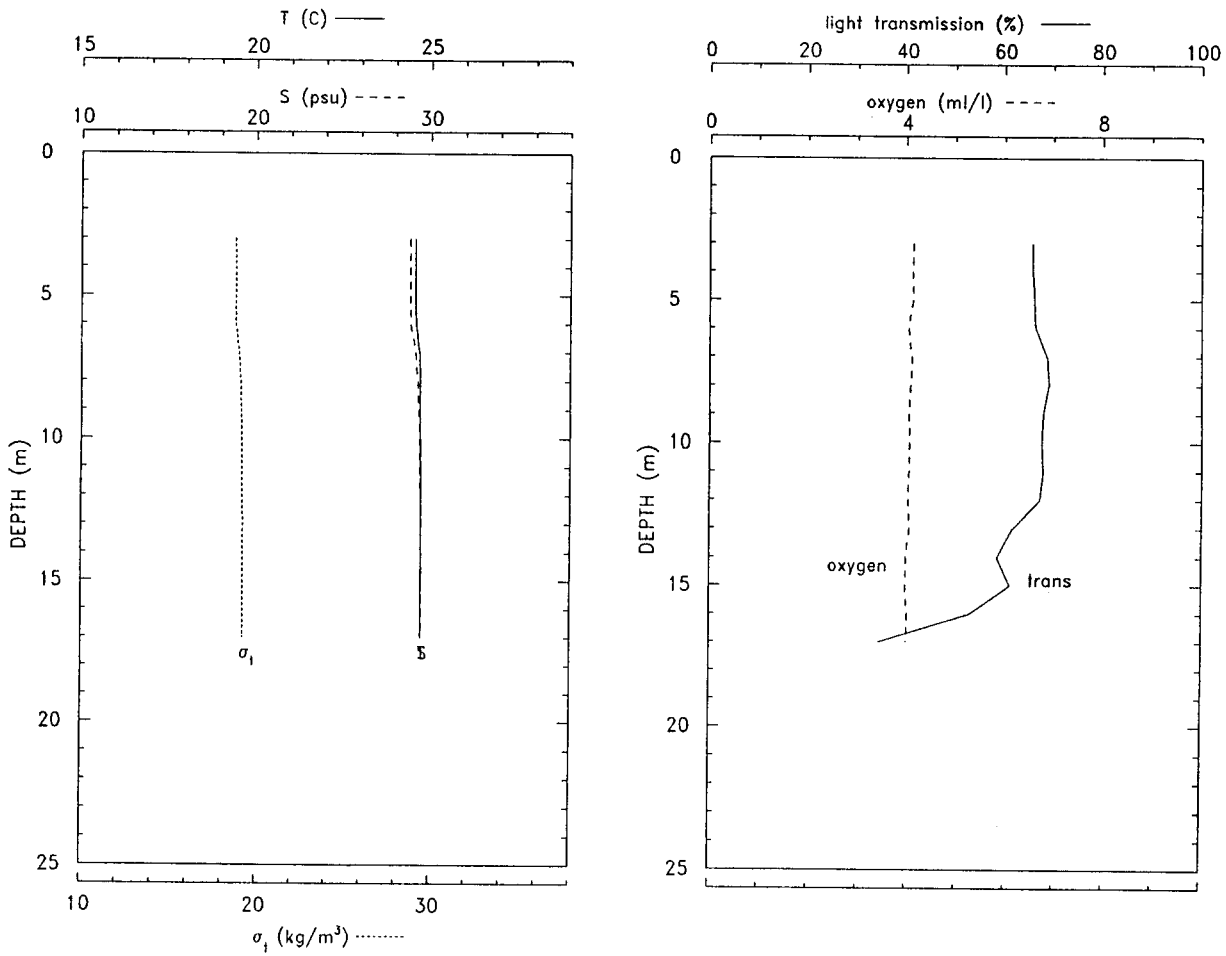 T (C)
15 20 25
S (psu)
10 20 30
0
5
10
15
20
25
DEPTH (m)
σt
S
10 20 30
σt (kg/m³)
light transmission (%)
0 20 40 60 80 100
oxygen (ml/l)
0 4 8
0
5
10
15
20
25
DEPTH (m)
oxygen
trans